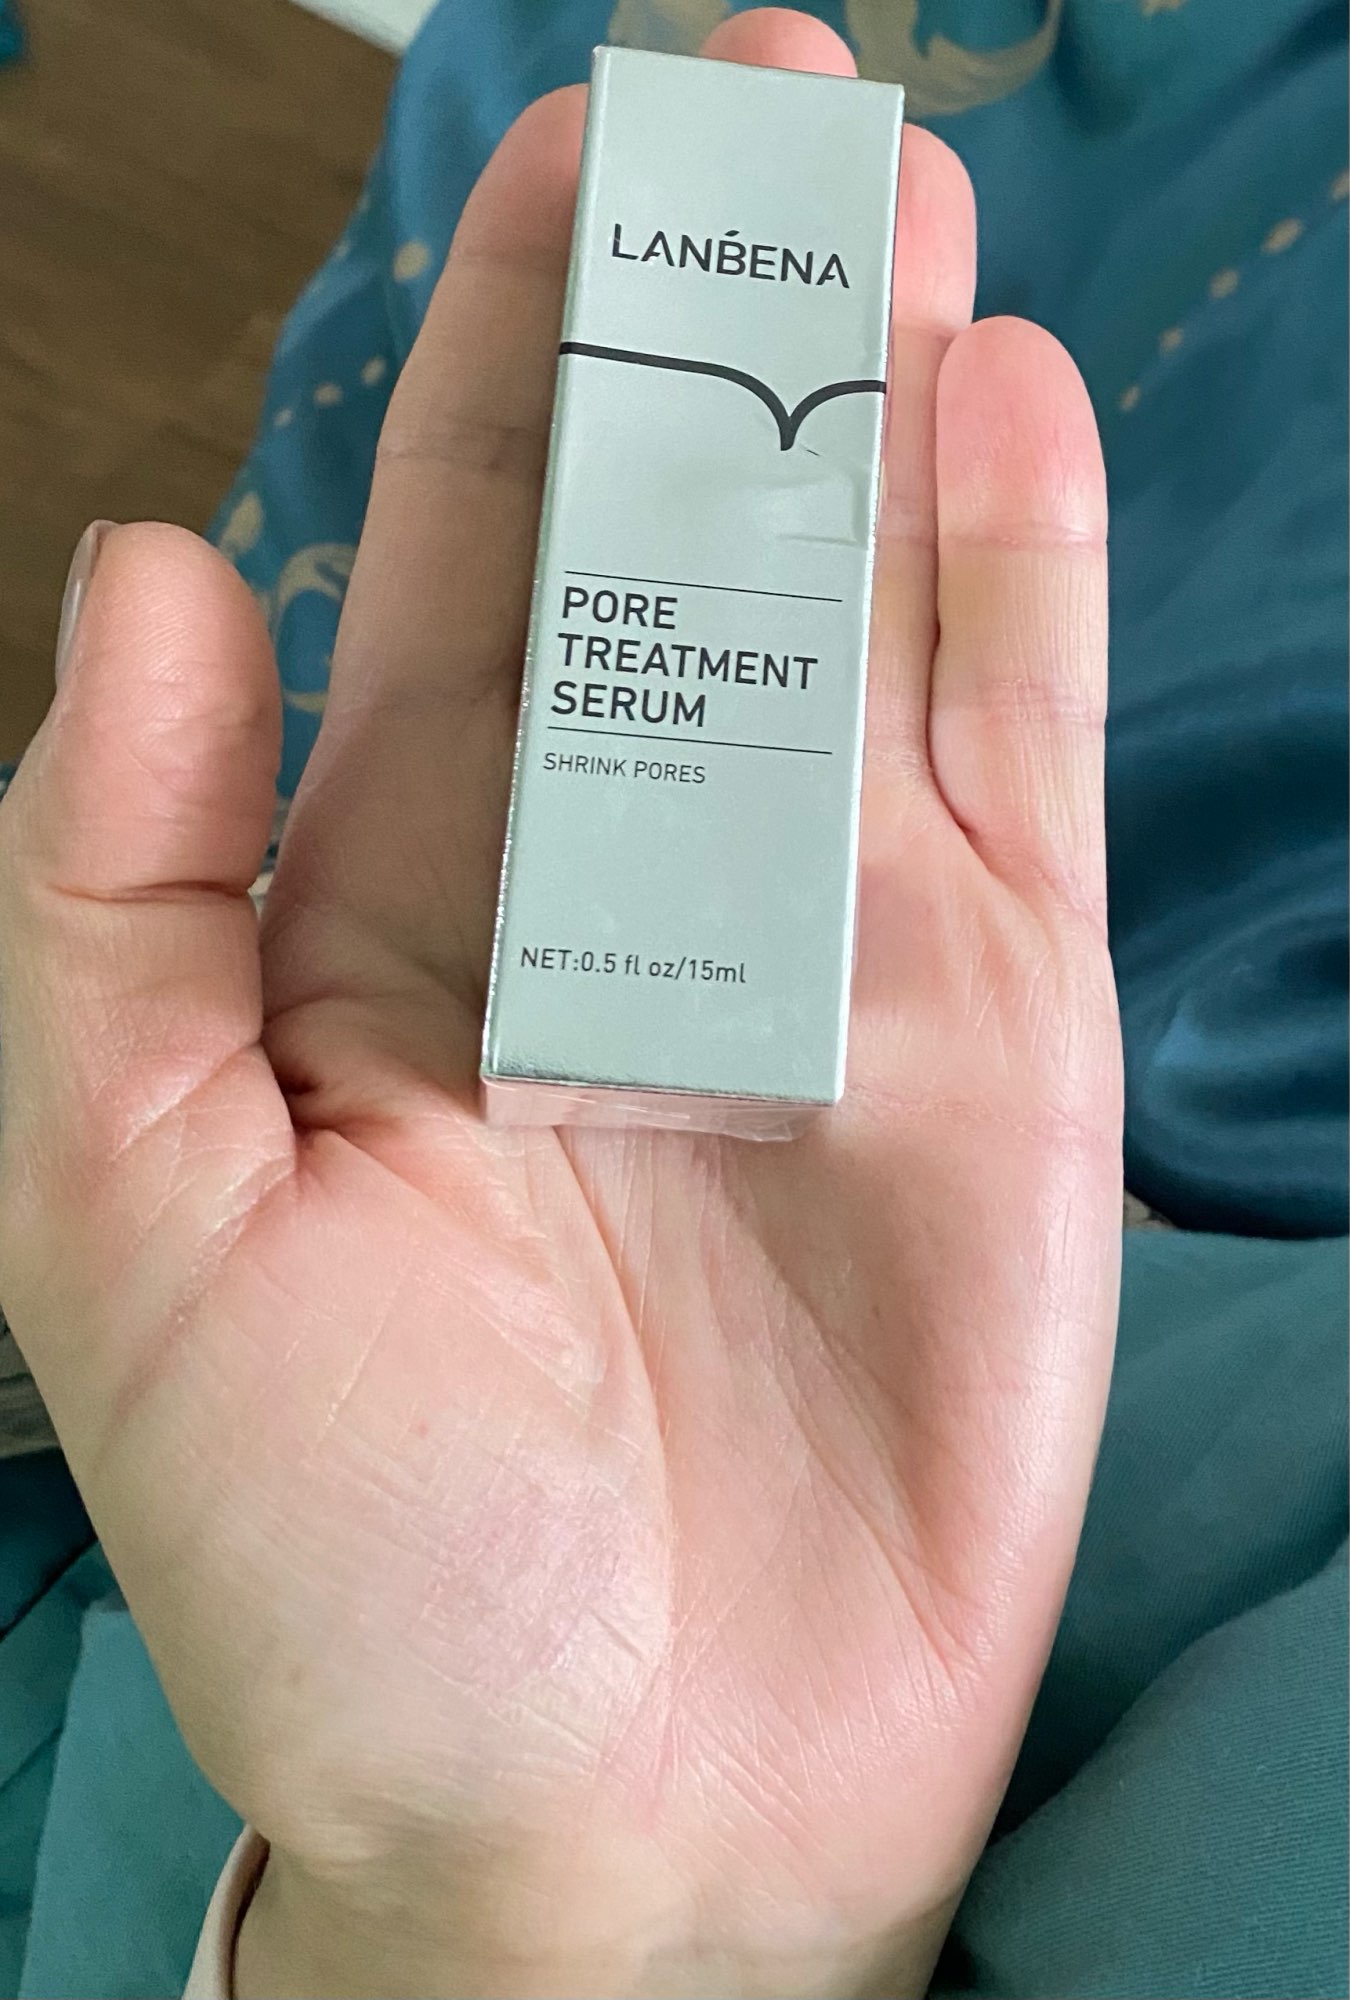 LANBENA
PORE
TREATMENT
SERUM
SHRINK PORES
NET:0.5 fl oz/15ml